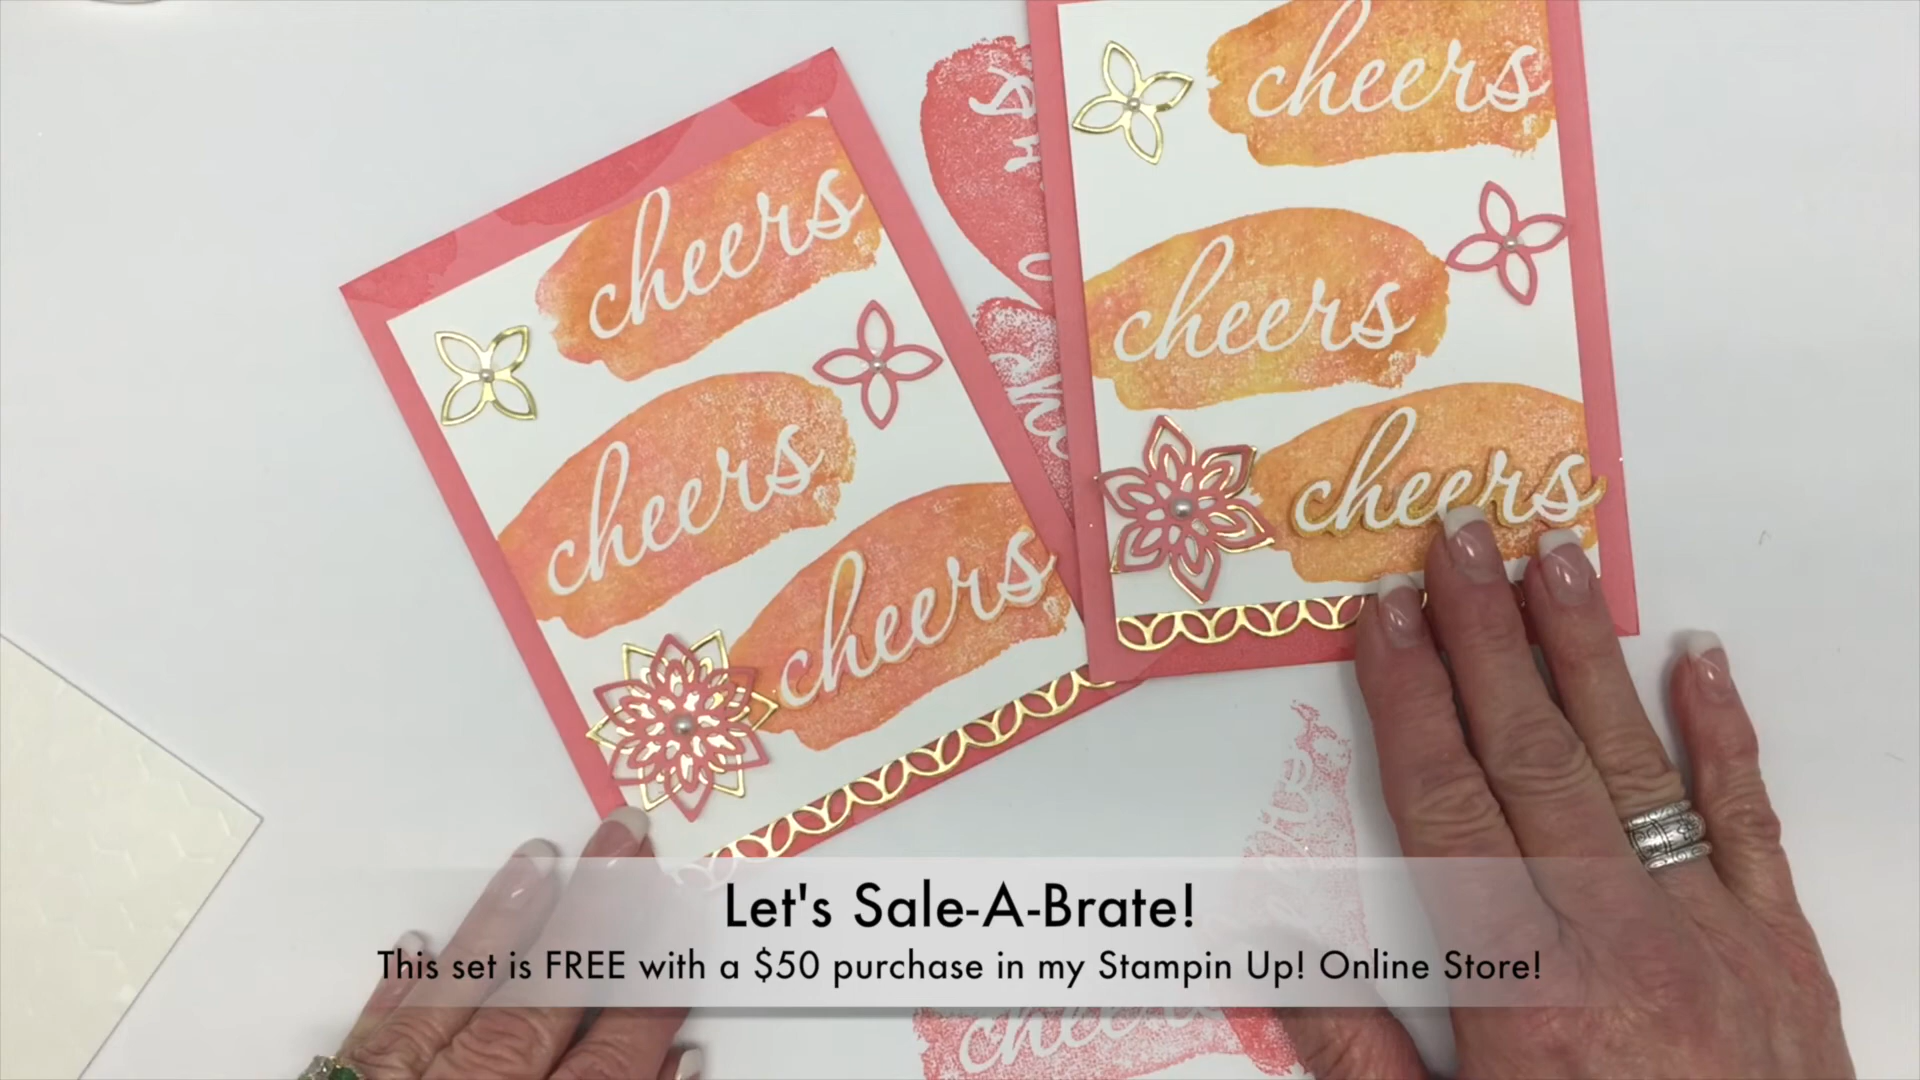 cheers
cheers
cheers
cheers
cheers
cheers
Let's Sale-A-Brate!
This set is FREE with a $50 purchase in my Stampin Up! Online Store!
cheers